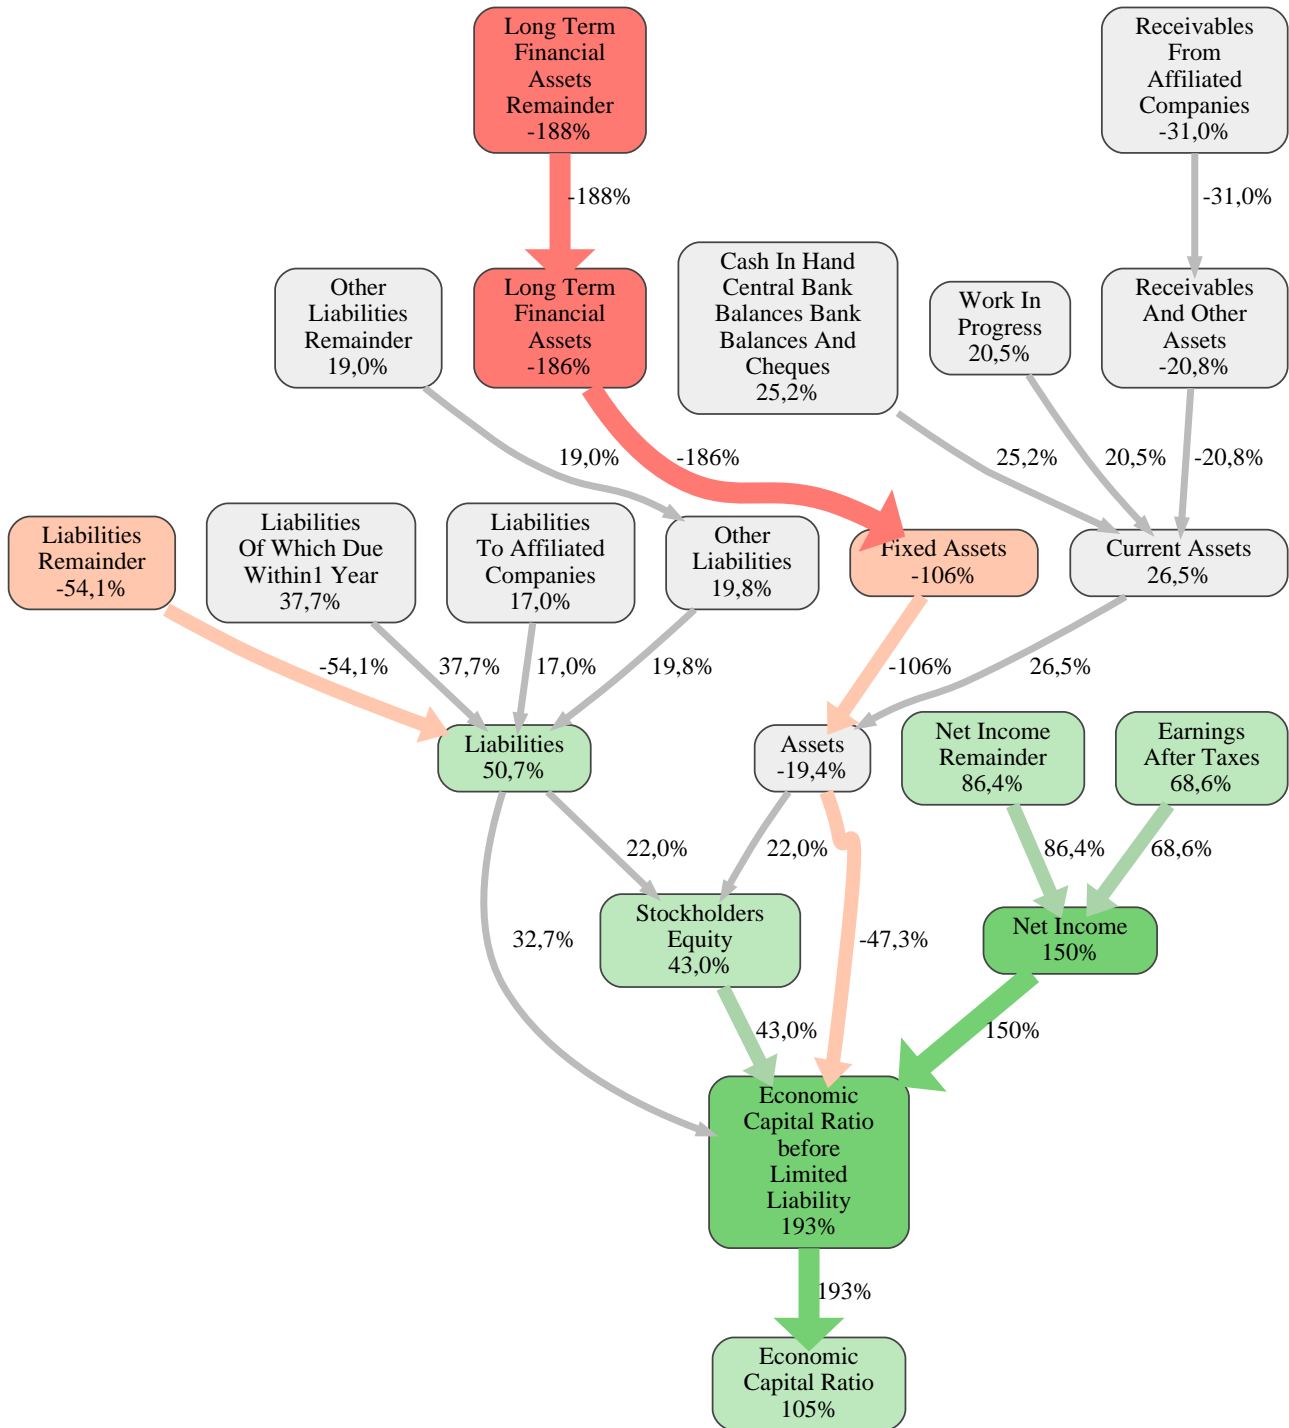 Long Term
Financial
Assets
Remainder
-188%
Receivables
From
Affiliated
Companies
-31,0%
-188%
-31,0%
Other
Liabilities
Remainder
19,0%
Long Term
Financial
Assets
-186%
Cash In Hand
Central Bank
Balances Bank
Balances And
Cheques
25,2%
Work In
Progress
20,5%
Receivables
And Other
Assets
-20,8%
19,0%
-186%
25,2%
20,5%
-20,8%
Liabilities
Remainder
-54,1%
Liabilities
Of Which Due
Within1 Year
37,7%
Liabilities
To Affiliated
Companies
17,0%
Other
Liabilities
19,8%
Fixed Assets
-106%
Current Assets
26,5%
-54,1%
37,7%
17,0%
19,8%
-106%
26,5%
Liabilities
50,7%
Assets
-19,4%
Net Income
Remainder
86,4%
Earnings
After Taxes
68,6%
22,0%
22,0%
86,4%
68,6%
32,7%
Stockholders
Equity
43,0%
-47,3%
Net Income
150%
43,0%
150%
Economic
Capital Ratio
before
Limited
Liability
193%
193%
Economic
Capital Ratio
105%